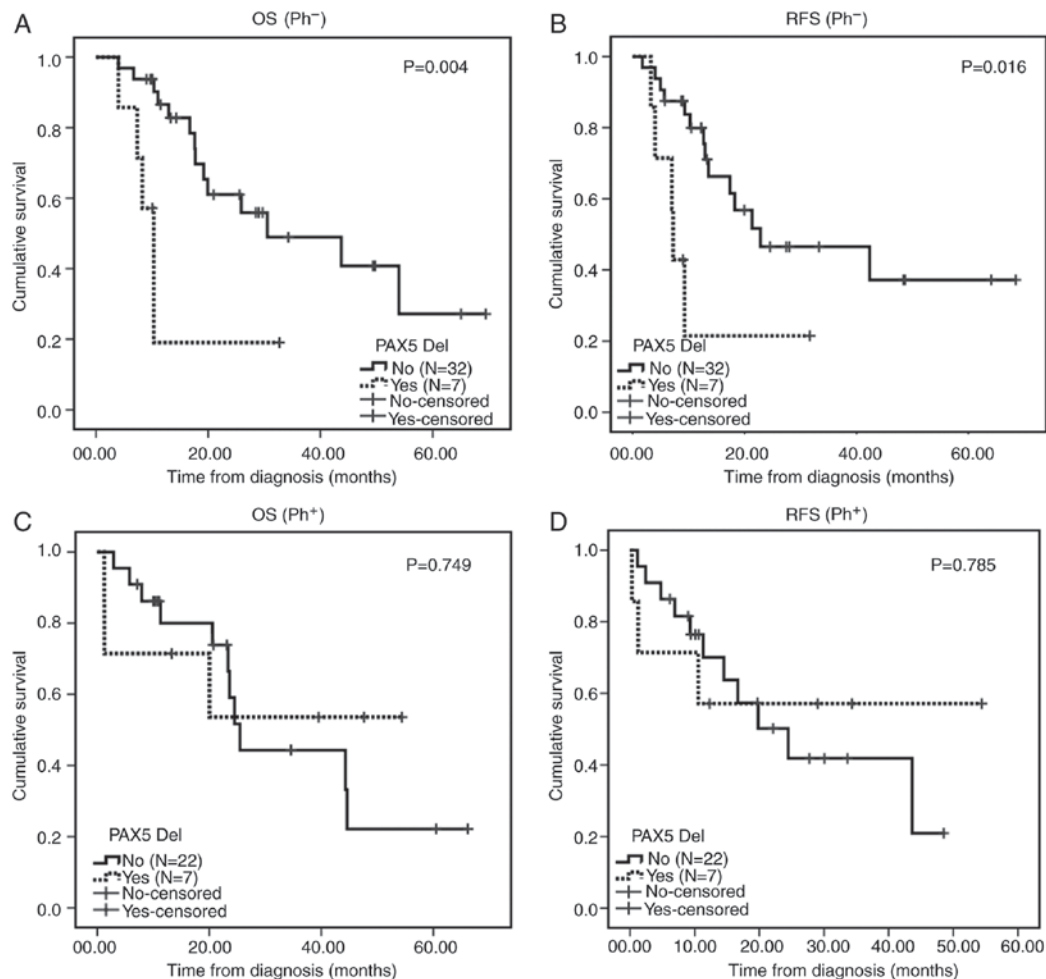 A
OS (Ph–)
P=0.004
Cumulative survival
1.0
0.8
0.6
0.4
0.2
0.0
PAX5 Del
No (N=32)
Yes (N=7)
No-censored
Yes-censored
00.00 20.00 40.00 60.00
Time from diagnosis (months)
B
RFS (Ph–)
P=0.016
Cumulative survival
1.0
0.8
0.6
0.4
0.2
0.0
PAX5 Del
No (N=32)
Yes (N=7)
No-censored
Yes-censored
00.00 20.00 40.00 60.00
Time from diagnosis (months)
C
OS (Ph+)
P=0.749
Cumulative survival
1.0
0.8
0.6
0.4
0.2
0.0
PAX5 Del
No (N=22)
Yes (N=7)
No-censored
Yes-censored
00.00 20.00 40.00 60.00
Time from diagnosis (months)
D
RFS (Ph+)
P=0.785
Cumulative survival
1.0
0.8
0.6
0.4
0.2
0.0
PAX5 Del
No (N=22)
Yes (N=7)
No-censored
Yes-censored
00.00 10.00 20.00 30.00 40.00 50.00 60.00
Time from diagnosis (months)